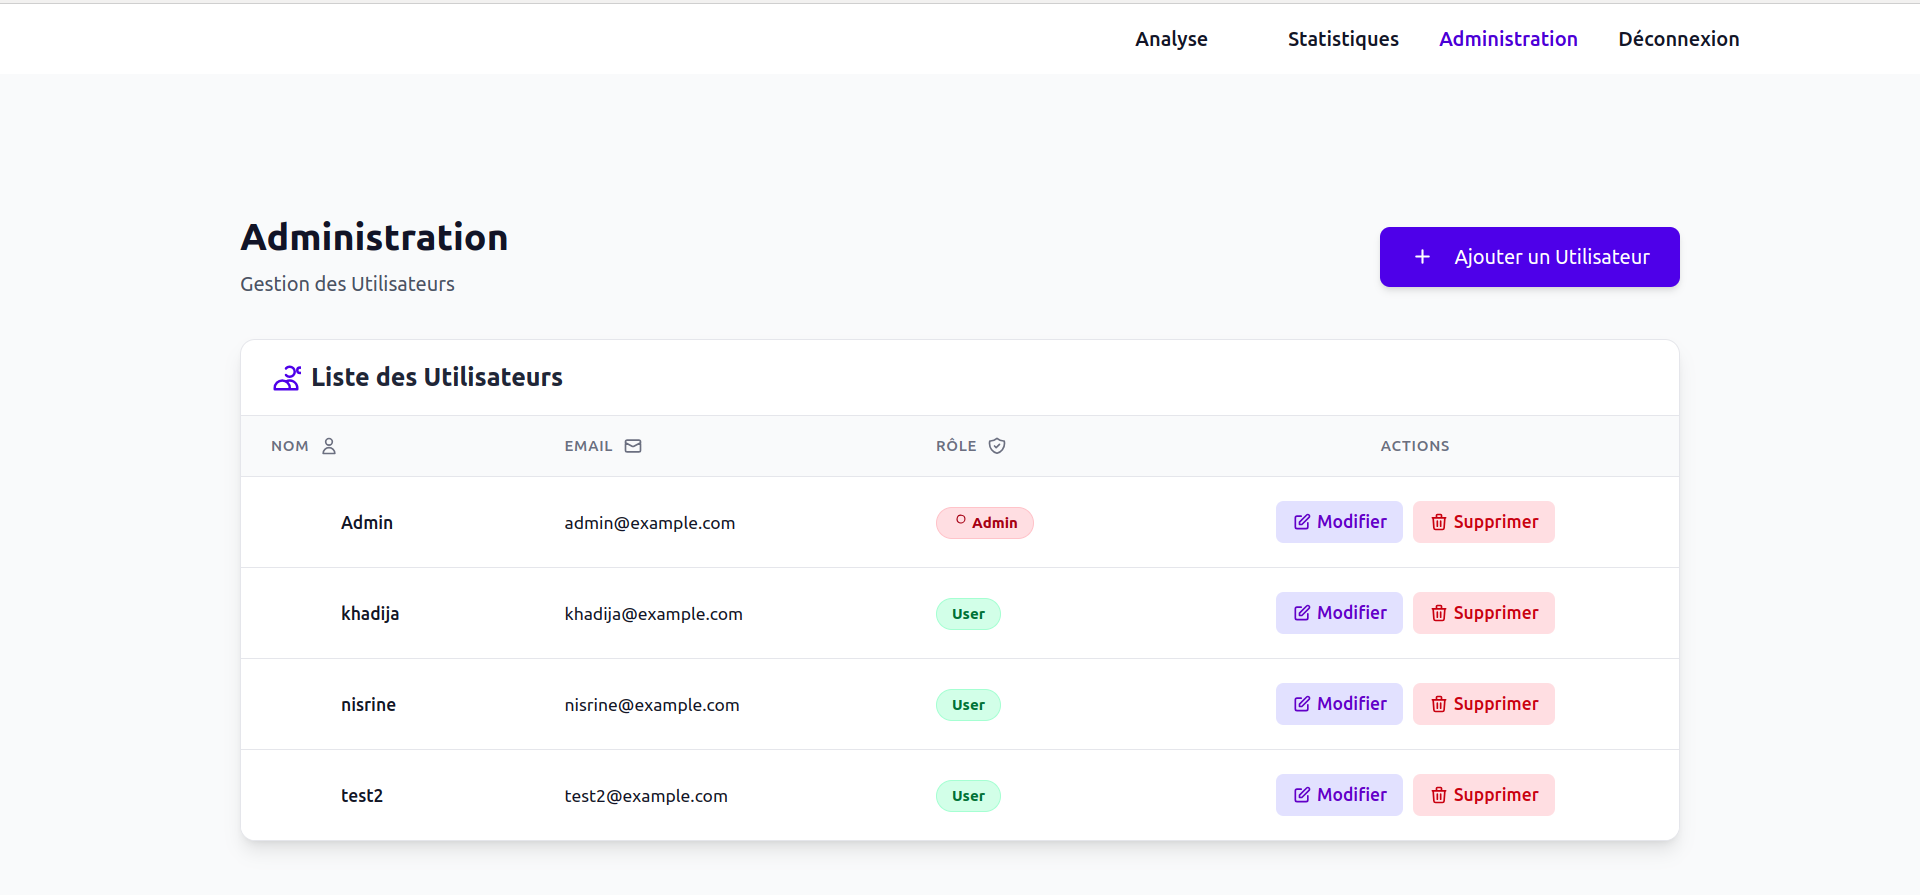 Analyse Statistiques Administration Déconnexion
Administration
Gestion des Utilisateurs
+ Ajouter un Utilisateur
Liste des Utilisateurs
NOM EMAIL RÔLE ACTIONS
Admin admin@example.com Admin Modifier Supprimer
khadija khadija@example.com User Modifier Supprimer
nisrine nisrine@example.com User Modifier Supprimer
test2 test2@example.com User Modifier Supprimer